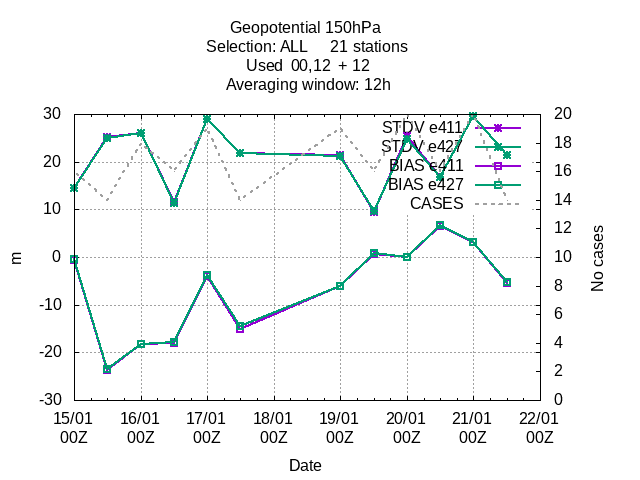 Geopotential 150hPa
Selection: ALL 21 stations
Used 00,12 + 12
Averaging window: 12h
30 20
STDV e411
18
STDV e427
20
BIAS e411
16
BIAS e427
14
CASES
10
12
0 10
8
-10
6
4
-20
2
-30 0
15/01 16/01 17/01 18/01 19/01 20/01 21/01 22/01
00Z 00Z 00Z 00Z 00Z 00Z 00Z 00Z
Date
m
No cases